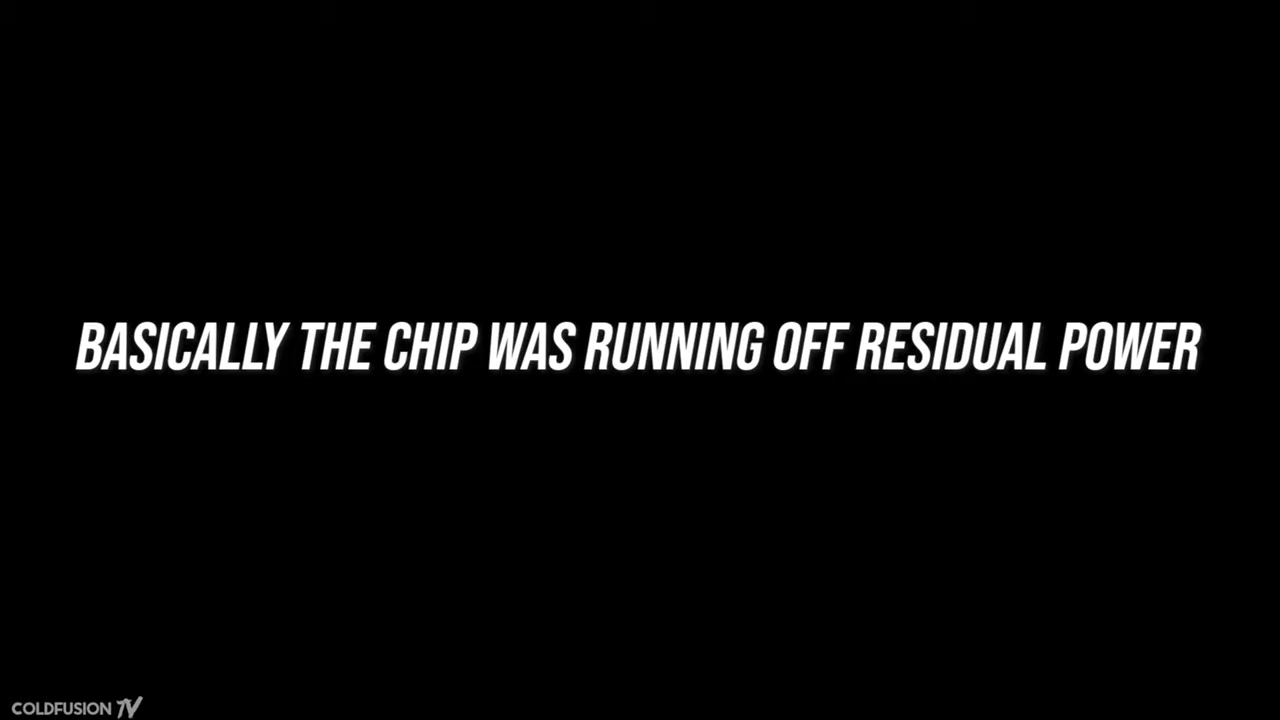 BASICALLY THE CHIP WAS RUNNING OFF RESIDUAL POWER
COLDFUSION TV